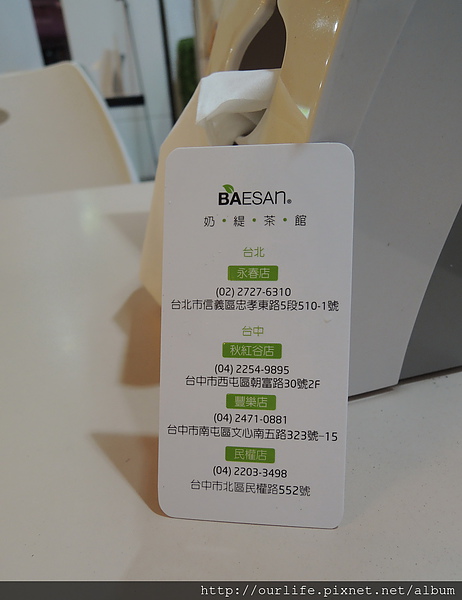 BAESAN®
奶・緹・茶・館
台北
永春店
(02) 2727-6310
台北市信義區忠孝東路5段510-1號
台中
秋紅谷店
(04) 2254-9895
台中市西屯區朝富路30號2F
豐樂店
(04) 2471-0881
台中市南屯區文心南五路323號-15
民權店
(04) 2203-3498
台中市北區民權路552號
http://ourlife.pixnet.net/album